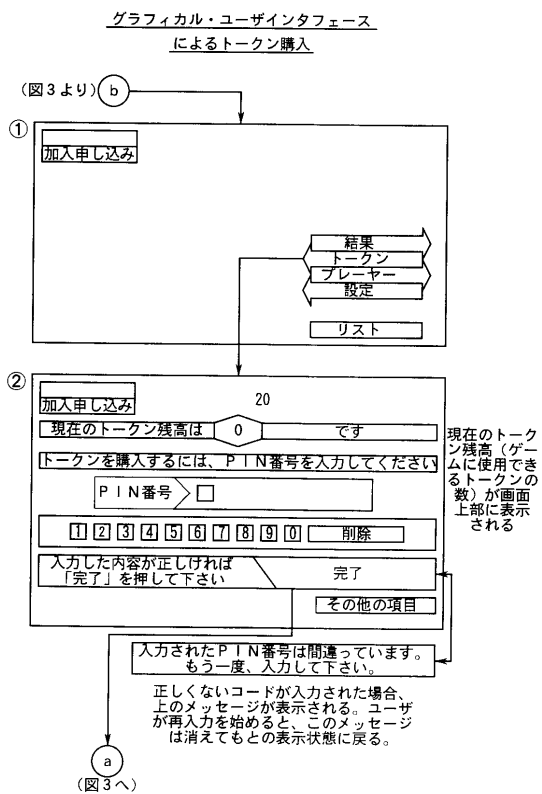 グラフィカル・ユーザインタフェース
によるトークン購入
（図３より） b
①
加入申し込み
結果
トークン
プレーヤー
設定
リスト
②
加入申し込み
20
現在のトークン残高は 0 です
トークンを購入するには、ＰＩＮ番号を入力してください
ＰＩＮ番号
1 2 3 4 5 6 7 8 9 0 削除
入力した内容が正しければ
「完了」を押して下さい
完了
その他の項目
現在のトーク
ン残高（ゲー
ムに使用でき
るトークンの
数）が画面
上部に表示
される
入力されたＰＩＮ番号は間違っています。
もう一度、入力して下さい。
正しくないコードが入力された場合、
上のメッセージが表示される。ユーザ
が再入力を始めると、このメッセージ
は消えてもとの表示状態に戻る。
a
（図３へ）